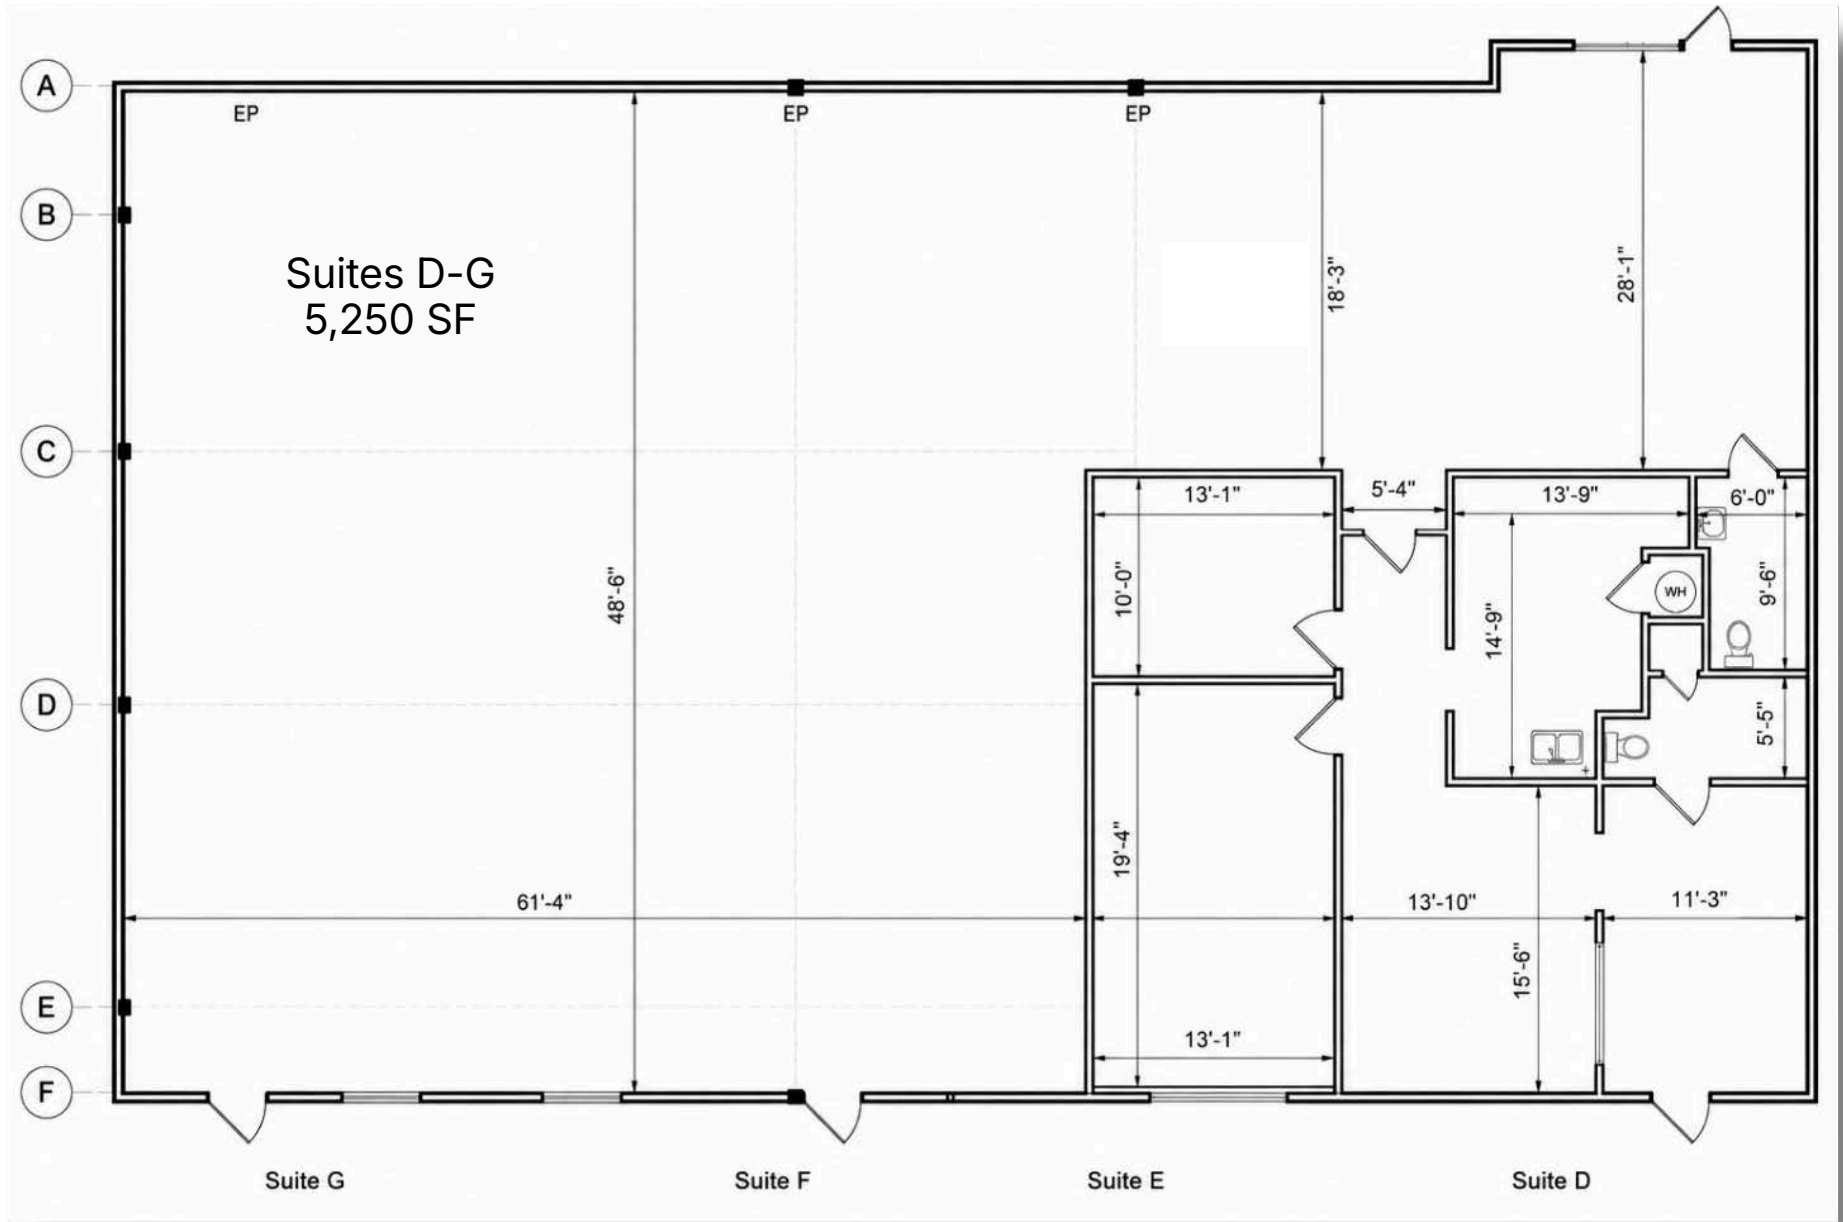 A
EP
EP
EP
B
Suites D-G
5,250 SF
18'-3"
28'-1"
C
13'-1"
5'-4"
13'-9"
6'-0"
48'-6"
10'-0"
14'-9"
WH
9'-6"
D
5'-5"
19'-4"
61'-4"
13'-10"
11'-3"
15'-6"
E
13'-1"
F
Suite G
Suite F
Suite E
Suite D